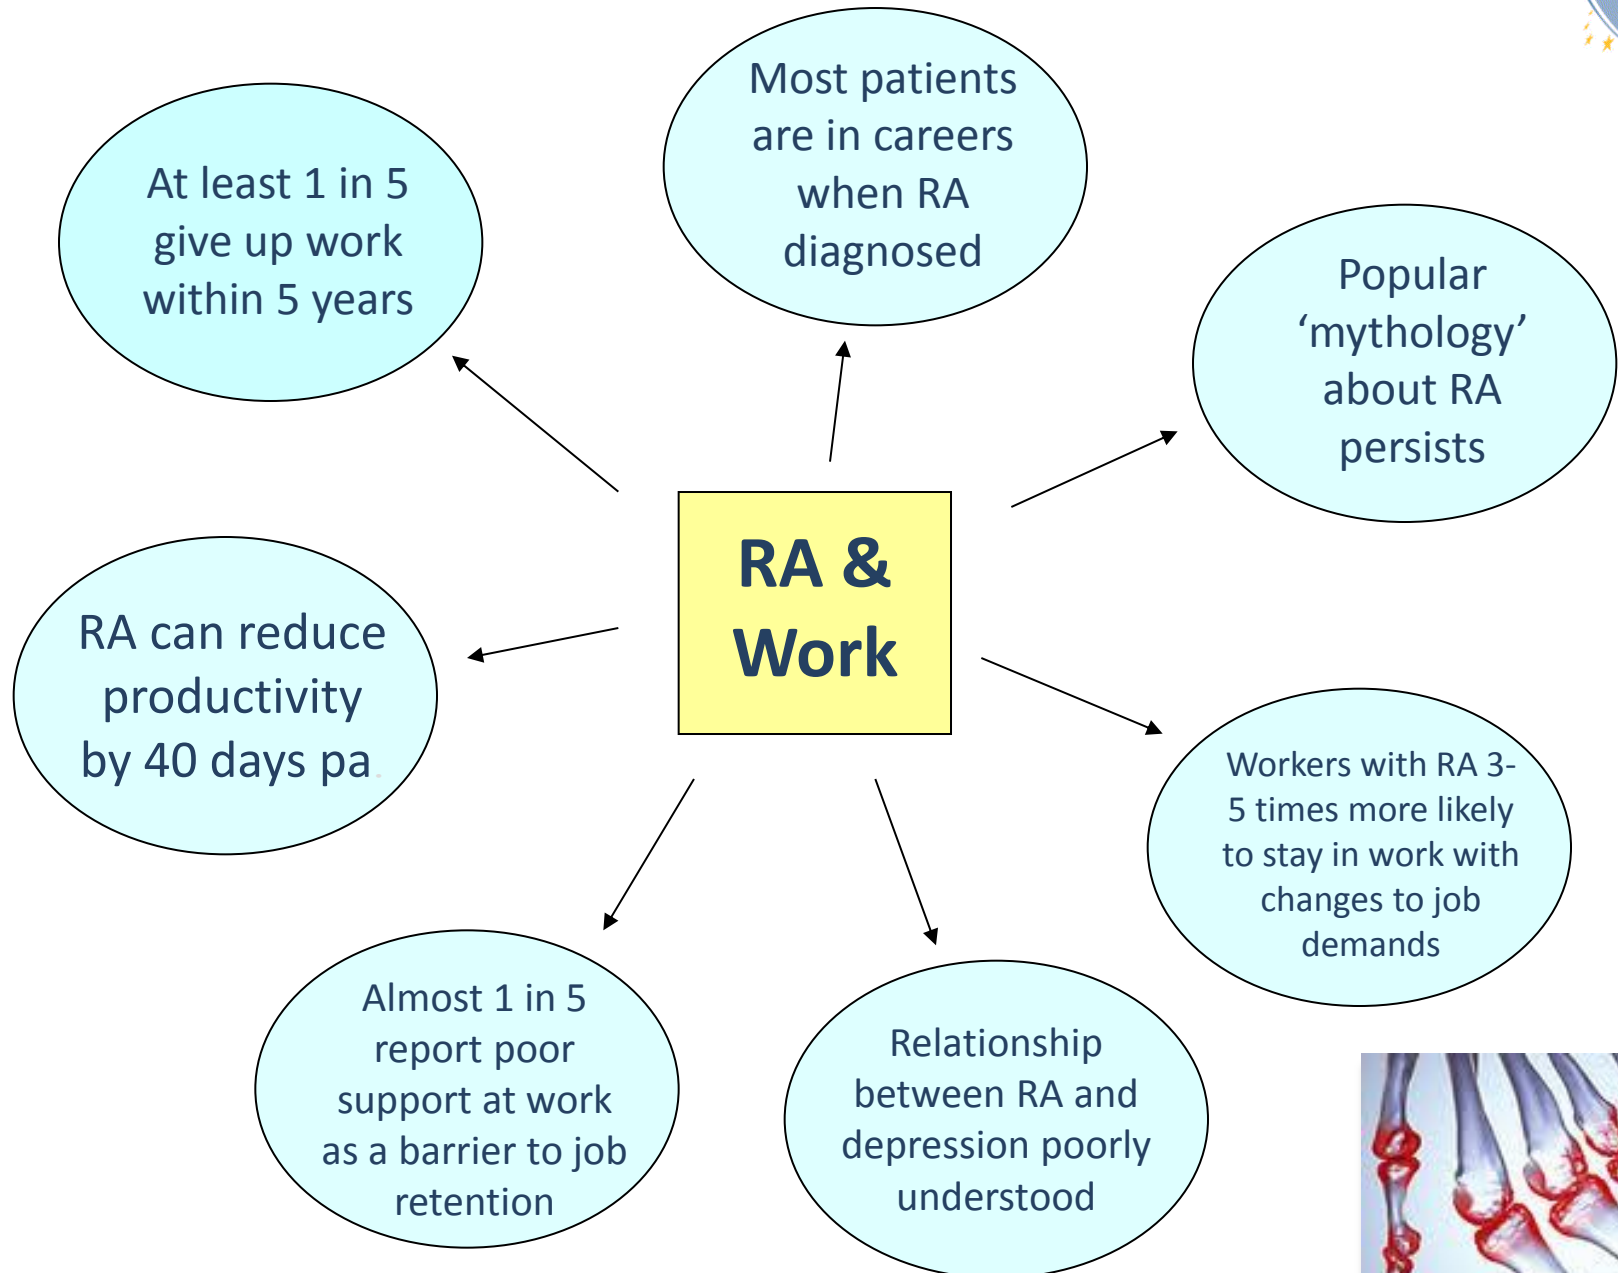 Most patients
are in careers
when RA
diagnosed
At least 1 in 5
give up work
within 5 years
Popular
‘mythology’
about RA
persists
RA &
Work
RA can reduce
productivity
by 40 days pa.
Workers with RA 3-
5 times more likely
to stay in work with
changes to job
demands
Almost 1 in 5
report poor
support at work
as a barrier to job
retention
Relationship
between RA and
depression poorly
understood